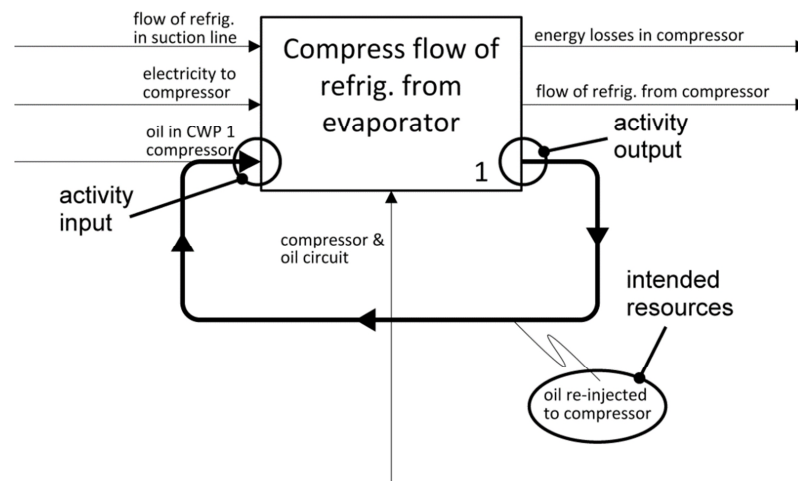 flow of refrig.
in suction line
electricity to
compressor
oil in CWP 1
compressor
Compress flow of
refrig. from
evaporator
1
energy losses in compressor
flow of refrig. from compressor
activity
output
activity
input
compressor &
oil circuit
intended
resources
oil re-injected
to compressor